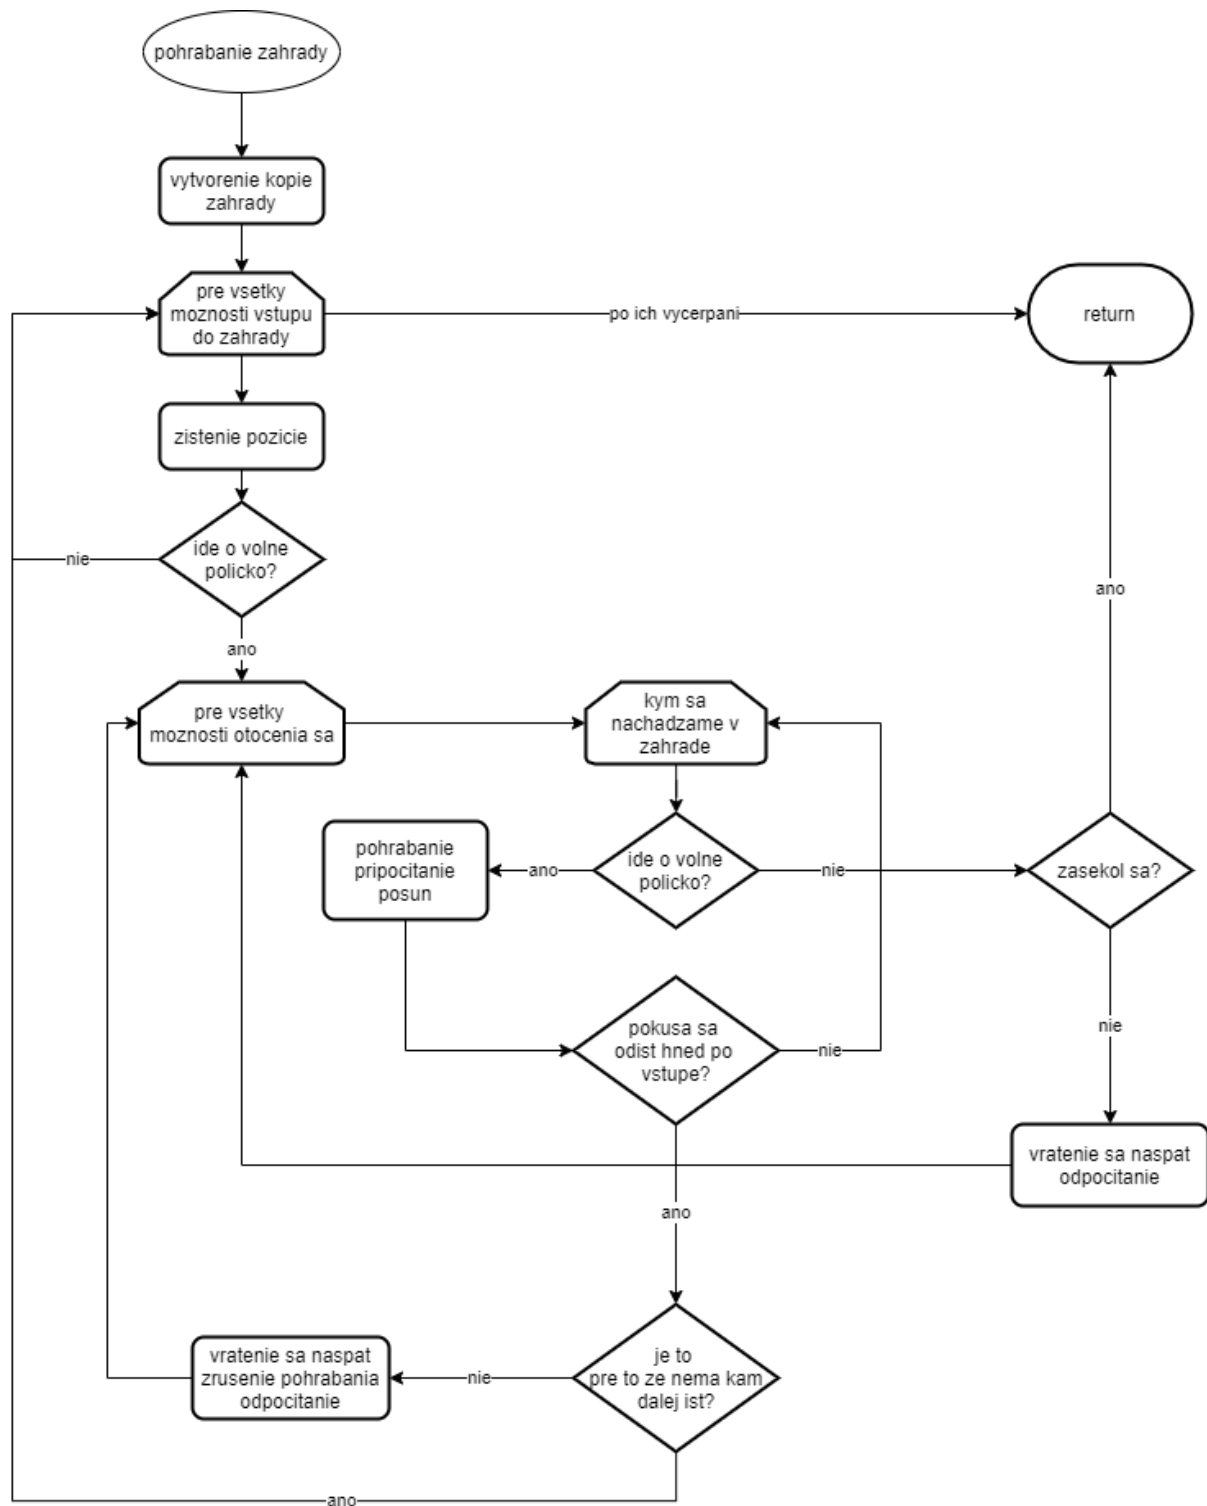 pohrabanie zahrady
vytvorenie kopie
zahrady
pre vsetky
moznosti vstupu
do zahrady
po ich vycerpani
return
zistenie pozicie
ide o volne
policko?
nie
ano
ano
pre vsetky
moznosti otocenia sa
kym sa
nachadzame v
zahrade
pohrabanie
pripocitanie
posun
ano
ide o volne
policko?
nie
zasekol sa?
pokusa sa
odist hned po
vstupe?
nie
nie
vratenie sa naspat
odpocitanie
ano
vratenie sa naspat
zrusenie pohrabania
odpocitanie
nie
je to
pre to ze nema kam
dalej ist?
ano